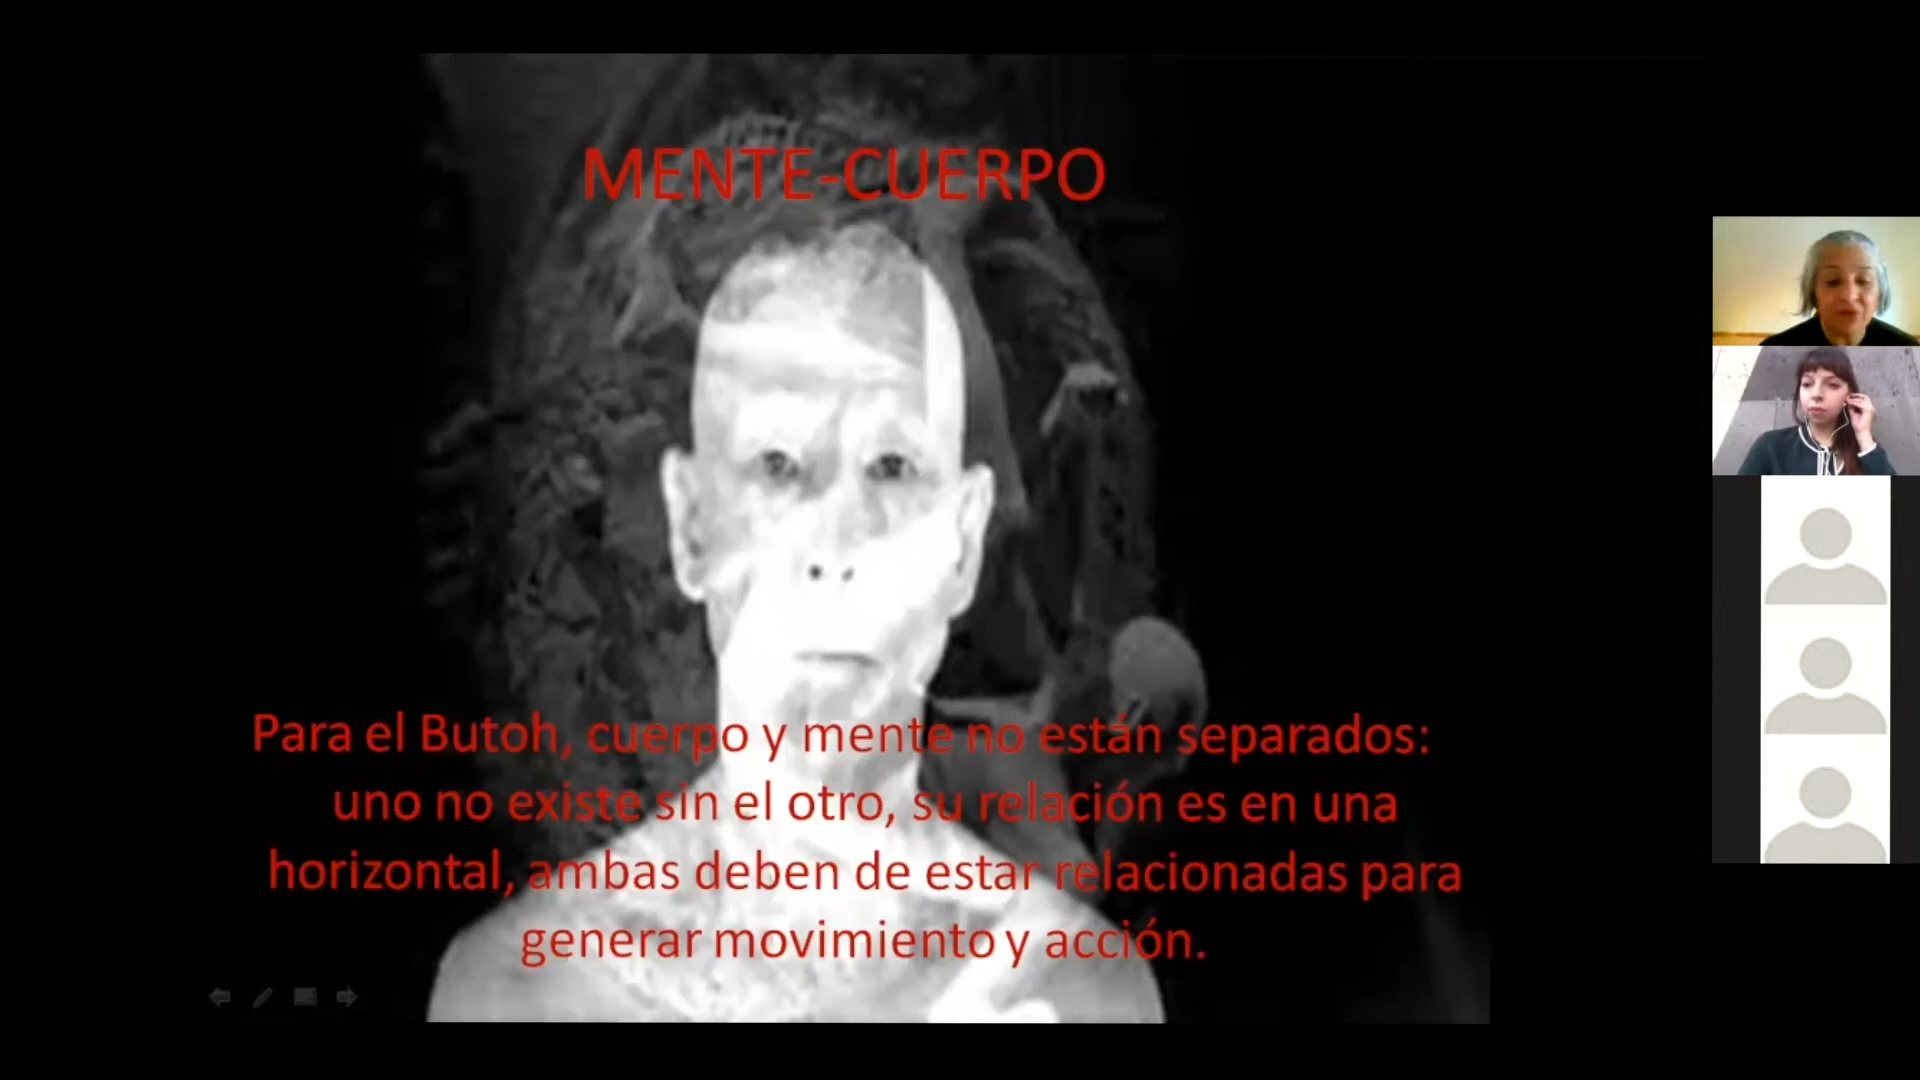 MENTE-CUERPO
Para el Butoh, cuerpo y mente no están separados:
uno no existe sin el otro, su relación es en una
horizontal, ambas deben de estar relacionadas para
generar movimiento y acción.